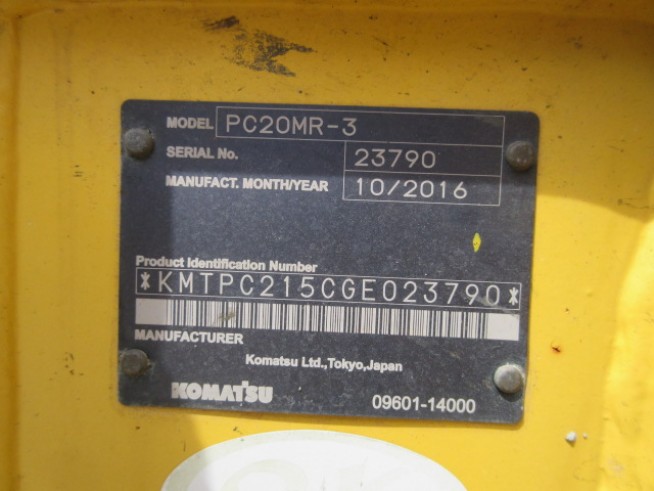 MODEL PC20MR-3
SERIAL No. 23790
MANUFACT. MONTH/YEAR 10/2016
Product Identification Number
*KMTPC215CGE023790*
MANUFACTURER
Komatsu Ltd.,Tokyo,Japan
KOMATSU 09601-14000